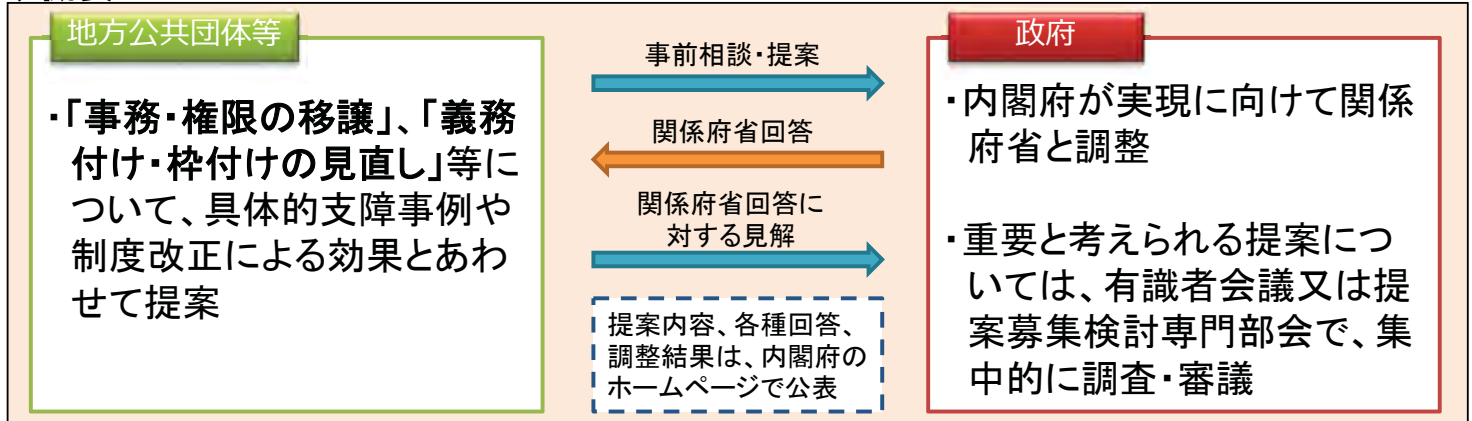 地方公共団体等
・「事務・権限の移譲」、「義務
付け・枠付けの見直し」等に
ついて、具体的支障事例や
制度改正による効果とあわ
せて提案
事前相談・提案
関係府省回答
関係府省回答に
対する見解
提案内容、各種回答、
調整結果は、内閣府の
ホームページで公表
政府
・内閣府が実現に向けて関係
府省と調整
・重要と考えられる提案につ
いては、有識者会議又は提
案募集検討専門部会で、集
中的に調査・審議